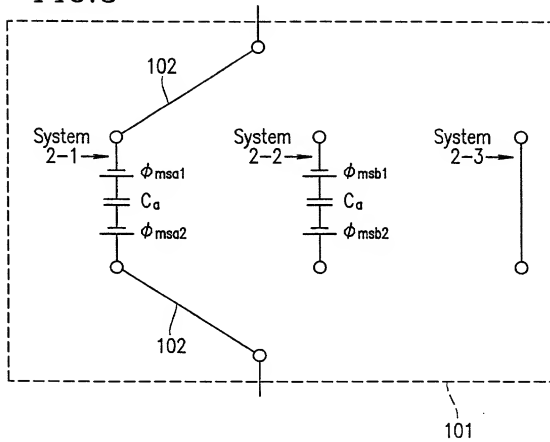 102
System
2-1
ϕmsa1
Ca
ϕmsa2
System
2-2
ϕmsb1
Ca
ϕmsb2
System
2-3
102
101